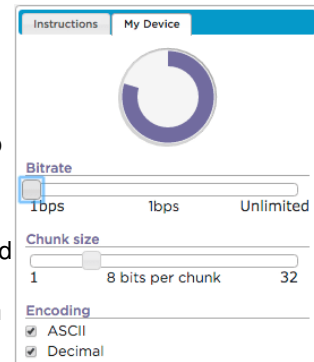 Instructions My Device
Bitrate
1bps 1bps Unlimited
Chunk size
1 8 bits per chunk 32
Encoding
ASCII
Decimal